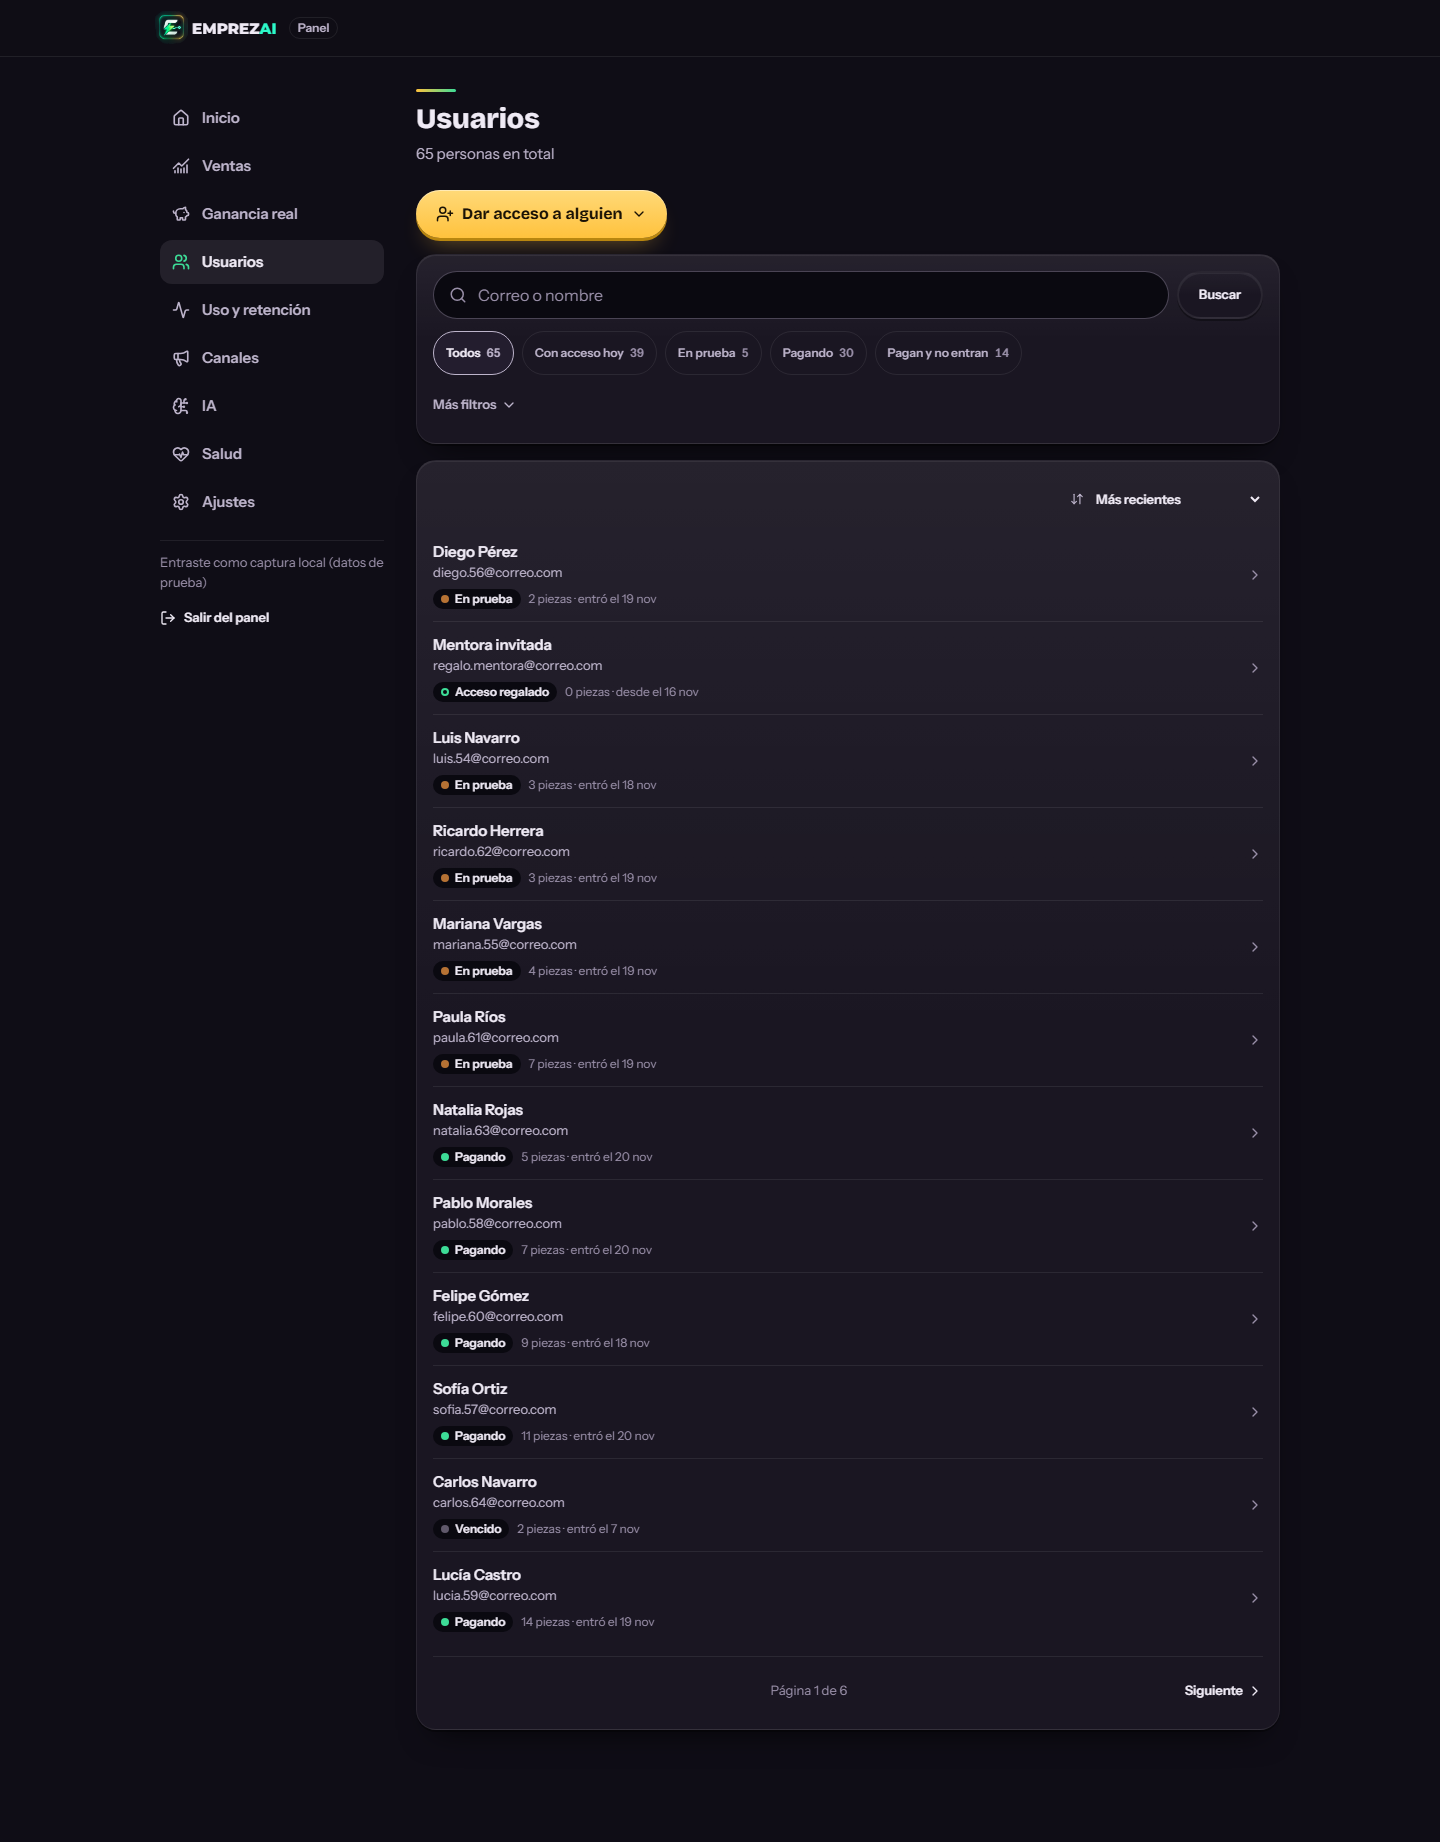 EMPREZAI Panel
Inicio
Ventas
Ganancia real
Usuarios
Uso y retención
Canales
IA
Salud
Ajustes
Entraste como captura local (datos de
prueba)
Salir del panel
Usuarios
65 personas en total
Dar acceso a alguien
Correo o nombre
Buscar
Todos 65 Con acceso hoy 39 En prueba 5 Pagando 30 Pagan y no entran 14
Más filtros
Más recientes
Diego Pérez
diego.56@correo.com
En prueba 2 piezas · entró el 19 nov
Mentora invitada
regalo.mentora@correo.com
Acceso regalado 0 piezas · desde el 16 nov
Luis Navarro
luis.54@correo.com
En prueba 3 piezas · entró el 18 nov
Ricardo Herrera
ricardo.62@correo.com
En prueba 3 piezas · entró el 19 nov
Mariana Vargas
mariana.55@correo.com
En prueba 4 piezas · entró el 19 nov
Paula Ríos
paula.61@correo.com
En prueba 7 piezas · entró el 19 nov
Natalia Rojas
natalia.63@correo.com
Pagando 5 piezas · entró el 20 nov
Pablo Morales
pablo.58@correo.com
Pagando 7 piezas · entró el 20 nov
Felipe Gómez
felipe.60@correo.com
Pagando 9 piezas · entró el 18 nov
Sofía Ortiz
sofia.57@correo.com
Pagando 11 piezas · entró el 20 nov
Carlos Navarro
carlos.64@correo.com
Vencido 2 piezas · entró el 7 nov
Lucía Castro
lucia.59@correo.com
Pagando 14 piezas · entró el 19 nov
Página 1 de 6
Siguiente